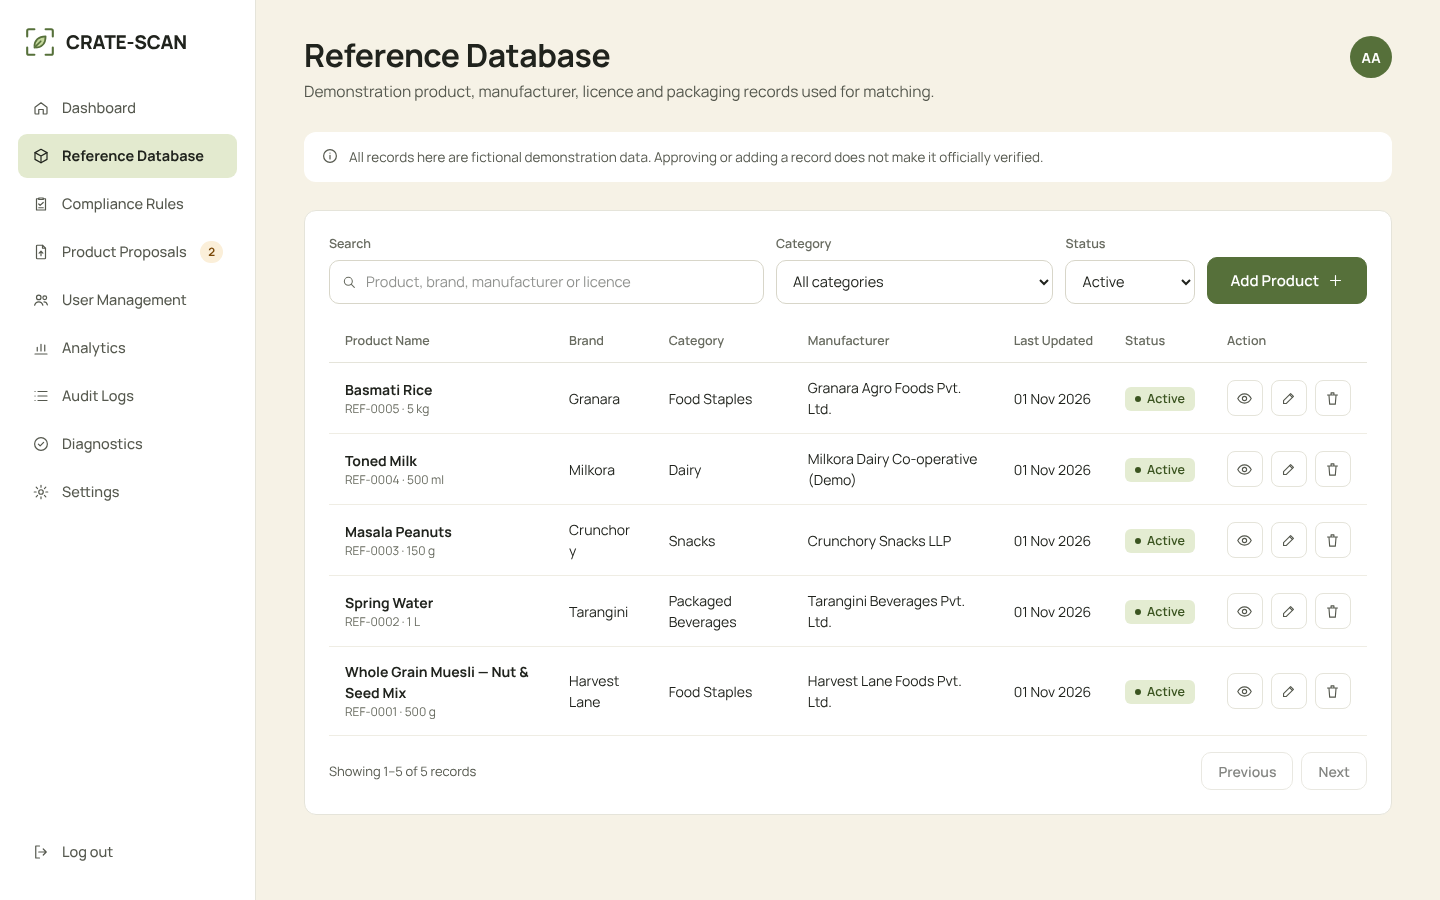 CRATE-SCAN
Dashboard
Reference Database
Compliance Rules
Product Proposals 2
User Management
Analytics
Audit Logs
Diagnostics
Settings
Log out
Reference Database
AA
Demonstration product, manufacturer, licence and packaging records used for matching.
All records here are fictional demonstration data. Approving or adding a record does not make it officially verified.
Search Category Status
Product, brand, manufacturer or licence All categories Active Add Product
Product Name Brand Category Manufacturer Last Updated Status Action
Basmati Rice
REF-0005 · 5 kg
Granara
Food Staples
Granara Agro Foods Pvt.
Ltd.
01 Nov 2026
Active
Toned Milk
REF-0004 · 500 ml
Milkora
Dairy
Milkora Dairy Co-operative
(Demo)
01 Nov 2026
Active
Masala Peanuts
REF-0003 · 150 g
Crunchor
y
Snacks
Crunchory Snacks LLP
01 Nov 2026
Active
Spring Water
REF-0002 · 1 L
Tarangini
Packaged
Beverages
Tarangini Beverages Pvt.
Ltd.
01 Nov 2026
Active
Whole Grain Muesli — Nut &
Seed Mix
REF-0001 · 500 g
Harvest
Lane
Food Staples
Harvest Lane Foods Pvt.
Ltd.
01 Nov 2026
Active
Showing 1–5 of 5 records
Previous Next